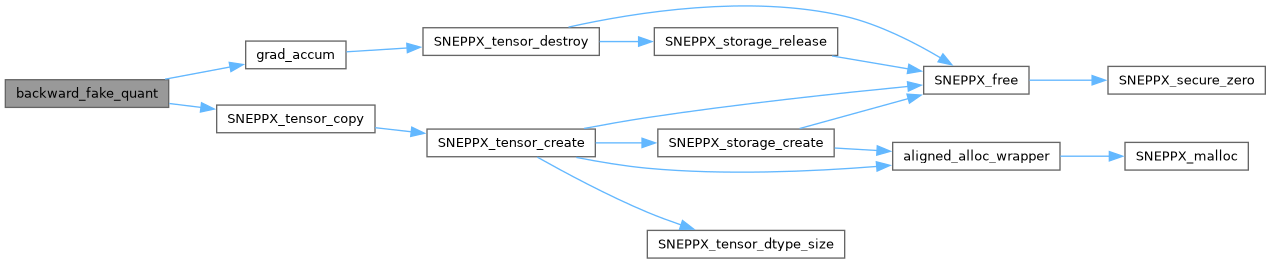 backward_fake_quant
grad_accum
SNEPPX_tensor_destroy
SNEPPX_storage_release
SNEPPX_free
SNEPPX_secure_zero
SNEPPX_tensor_copy
SNEPPX_tensor_create
SNEPPX_storage_create
aligned_alloc_wrapper
SNEPPX_malloc
SNEPPX_tensor_dtype_size